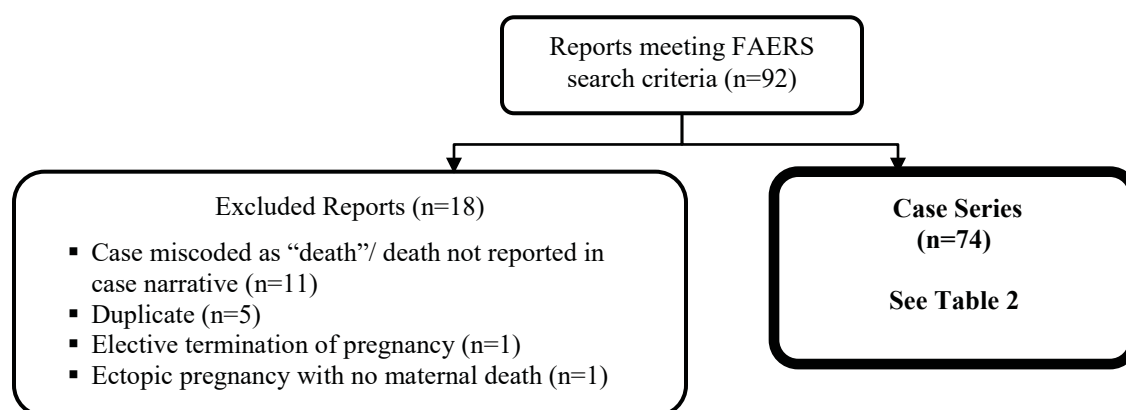 Reports meeting FAERS
search criteria (n=92)
Excluded Reports (n=18)
▪ Case miscoded as “death”/ death not reported in
case narrative (n=11)
▪ Duplicate (n=5)
▪ Elective termination of pregnancy (n=1)
▪ Ectopic pregnancy with no maternal death (n=1)
Case Series
(n=74)
See Table 2